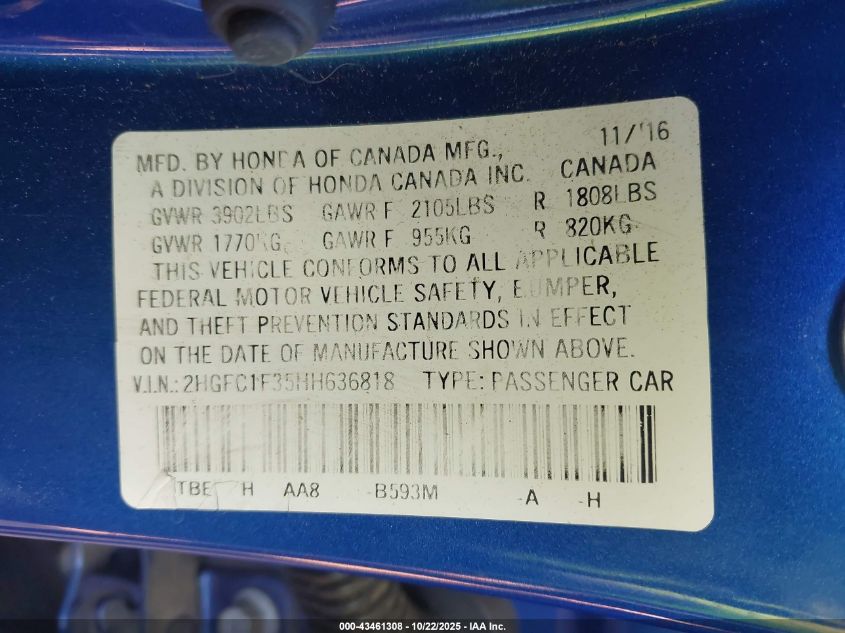 11/'16
MFD. BY HONDA OF CANADA MFG.,
A DIVISION OF HONDA CANADA INC. CANADA
GVWR 3902LBS GAWR F 2105LBS R 1808LBS
GVWR 1770KG GAWR F 955KG R 820KG
THIS VEHICLE CONFORMS TO ALL APPLICABLE
FEDERAL MOTOR VEHICLE SAFETY, BUMPER,
AND THEFT PREVENTION STANDARDS IN EFFECT
ON THE DATE OF MANUFACTURE SHOWN ABOVE.
V.I.N.: 2HGFC1F35HH636818 TYPE: PASSENGER CAR
TBE H AA8 -B593M -A -H
000-43461308 - 10/22/2025 - IAA Inc.